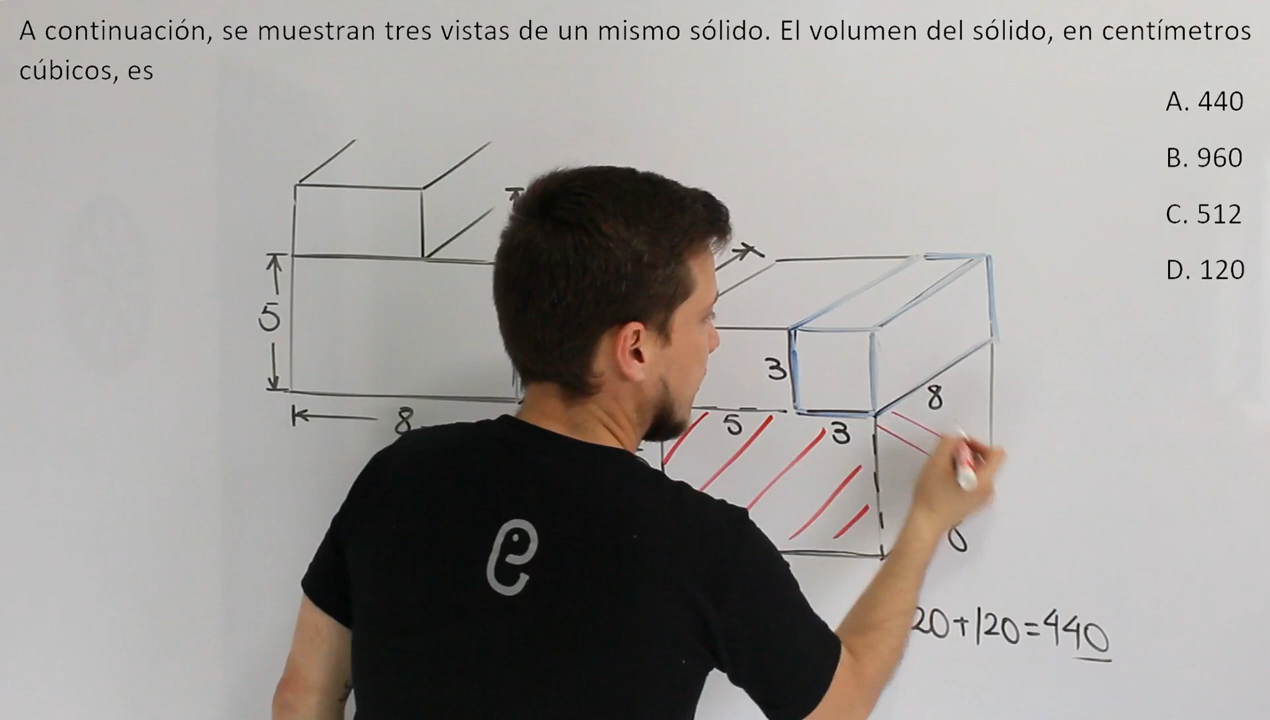 A continuación, se muestran tres vistas de un mismo sólido. El volumen del sólido, en centímetros
cúbicos, es
A. 440
B. 960
C. 512
D. 120
5
8
3
5
3
8
20+120=440